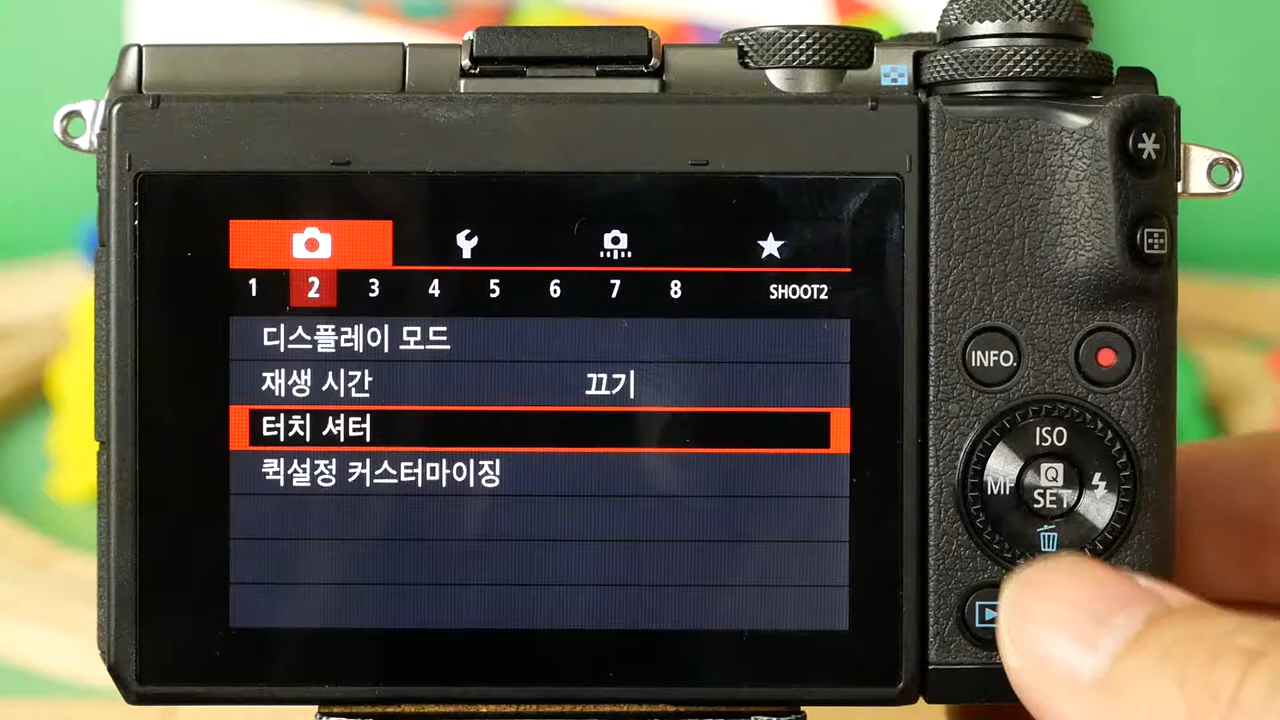 1 2 3 4 5 6 7 8 SHOOT2
디스플레이 모드
재생 시간 끄기
터치 셔터
퀵설정 커스터마이징
INFO.
ISO
MF
Q
SET